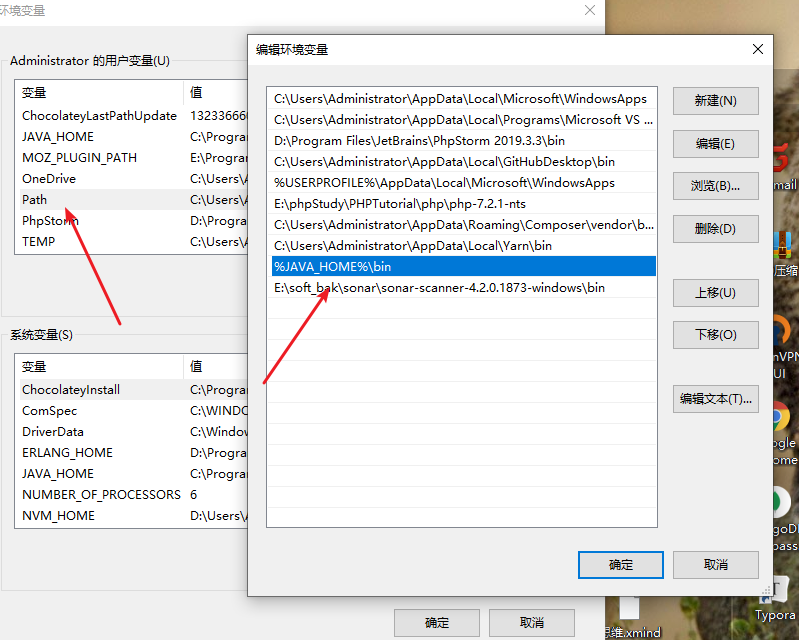 环境变量
Administrator 的用户变量(U)
变量 值
ChocolateyLastPathUpdate 13233666
JAVA_HOME C:\Progra
MOZ_PLUGIN_PATH E:\Progra
OneDrive C:\Users\A
Path C:\Users\A
PhpStorm D:\Progra
TEMP C:\Users\A
系统变量(S)
变量 值
ChocolateyInstall C:\Progra
ComSpec C:\WINDO
DriverData C:\Window
ERLANG_HOME D:\Progra
JAVA_HOME C:\Progra
NUMBER_OF_PROCESSORS 6
NVM_HOME D:\Users\A
确定
取消
编辑环境变量
C:\Users\Administrator\AppData\Local\Microsoft\WindowsApps
C:\Users\Administrator\AppData\Local\Programs\Microsoft VS ...
D:\Program Files\JetBrains\PhpStorm 2019.3.3\bin
C:\Users\Administrator\AppData\Local\GitHubDesktop\bin
%USERPROFILE%\AppData\Local\Microsoft\WindowsApps
E:\phpStudy\PHPTutorial\php\php-7.2.1-nts
C:\Users\Administrator\AppData\Roaming\Composer\vendor\b...
C:\Users\Administrator\AppData\Local\Yarn\bin
%JAVA_HOME%\bin
E:\soft_bak\sonar\sonar-scanner-4.2.0.1873-windows\bin
新建(N)
编辑(E)
浏览(B)...
删除(D)
上移(U)
下移(O)
编辑文本(T)...
确定
取消
mail
压缩
nVPN
UI
ogle
ome
goDB
pass
Typora
思维.xmind